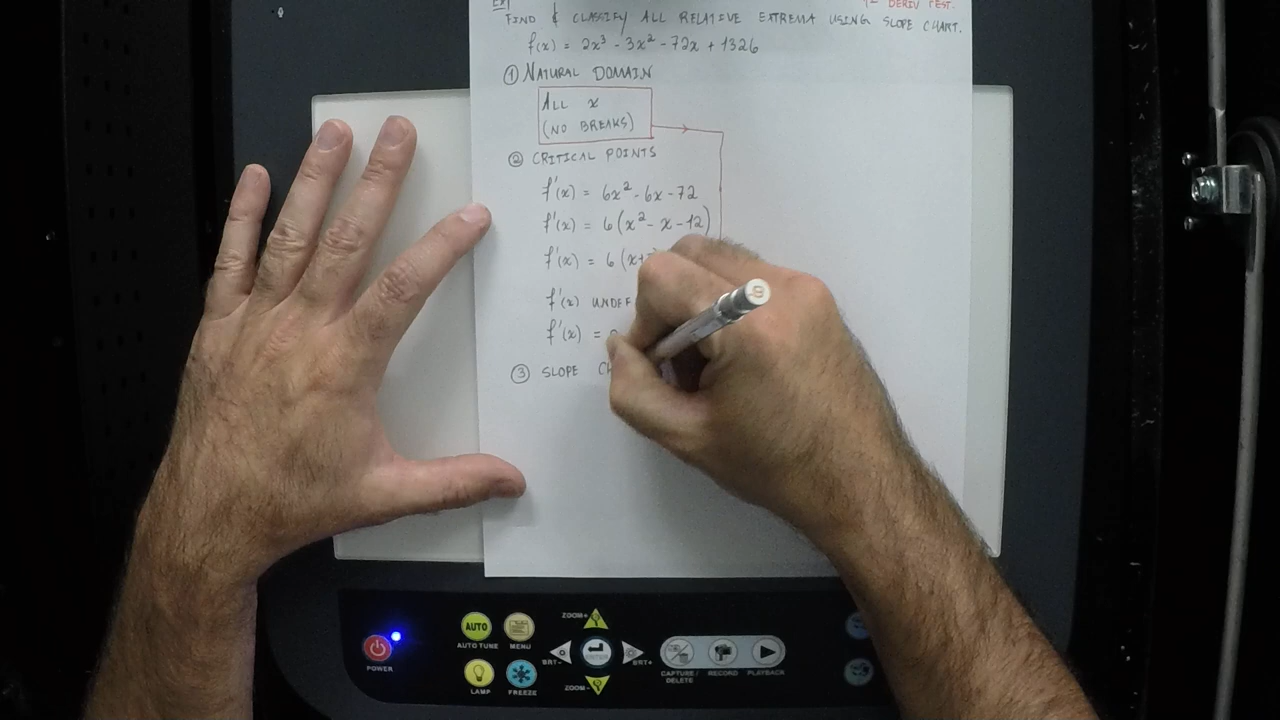 Ex
1st DERIV TEST.
FIND & CLASSIFY ALL RELATIVE EXTREMA USING SLOPE CHART.
f(x) = 2x³ - 3x² - 72x + 1326
① NATURAL DOMAIN
ALL x
(NO BREAKS)
② CRITICAL POINTS
f'(x) = 6x² - 6x - 72
f'(x) = 6(x² - x - 12)
f'(x) = 6(x+
f'(x) UNDEF
f'(x) =
③ SLOPE CH
POWER
AUTO
AUTO TUNE
MENU
ZOOM+
BRT-
BRT+
LAMP
FREEZE
ZOOM-
CAPTURE/
DELETE
RECORD
PLAYBACK